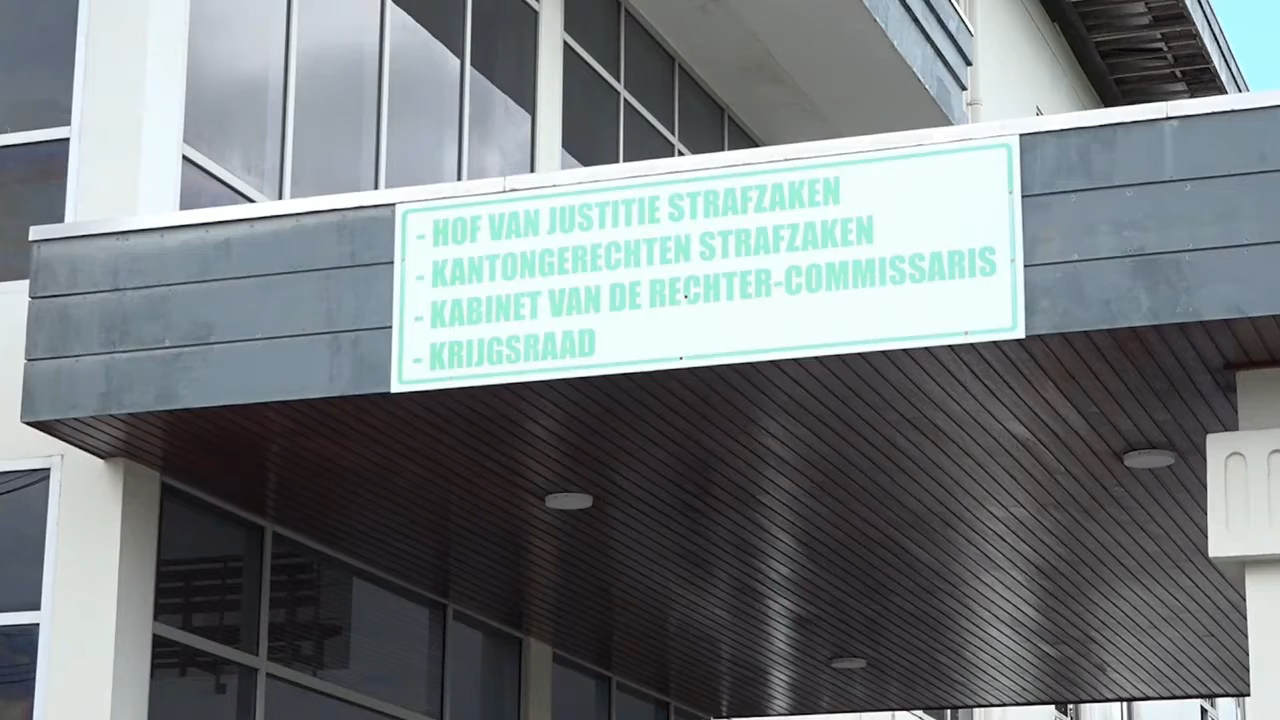 - HOF VAN JUSTITIE STRAFZAKEN
- KANTONGERECHTEN STRAFZAKEN
- KABINET VAN DE RECHTER-COMMISSARIS
- KRIJGSRAAD